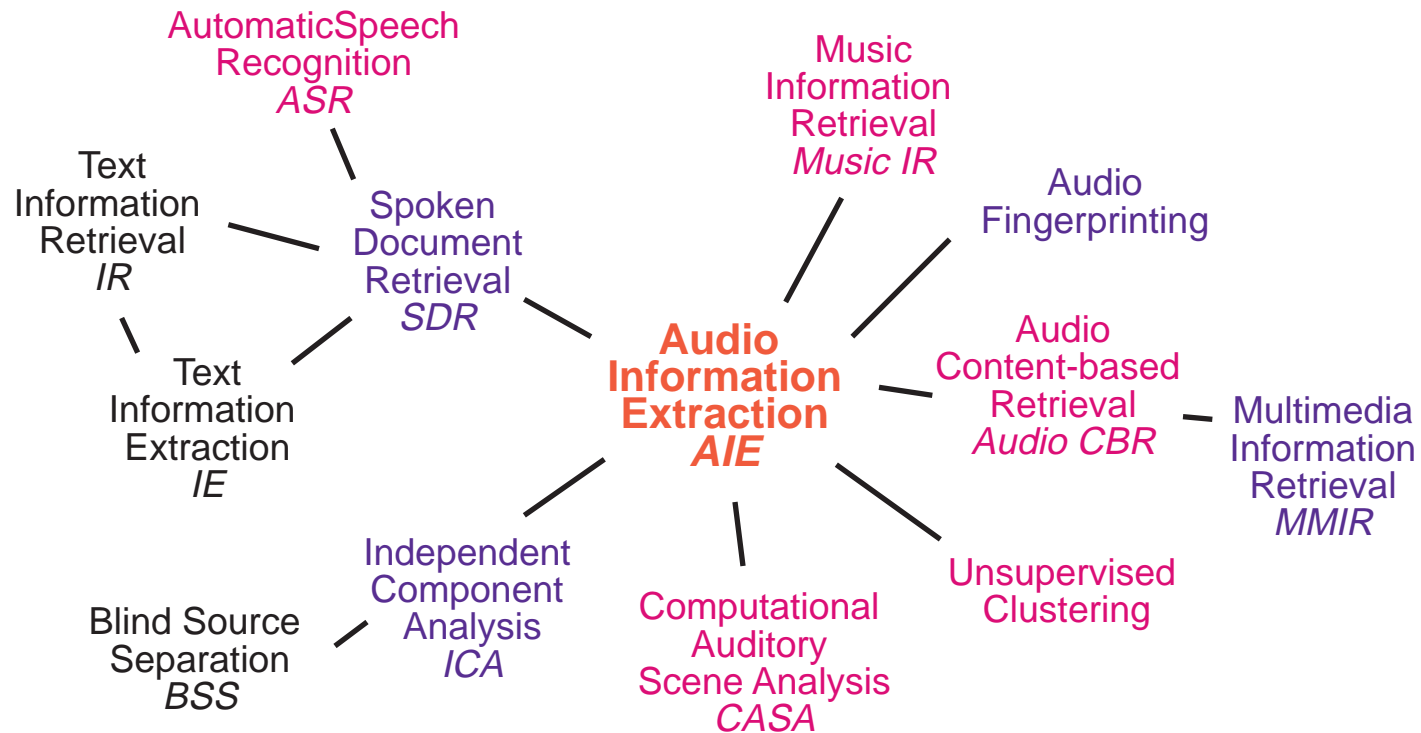 AutomaticSpeech
Recognition
ASR
Music
Information
Retrieval
Music IR
Text
Information
Retrieval
IR
Spoken
Document
Retrieval
SDR
Audio
Fingerprinting
Audio
Information
Extraction
AIE
Audio
Content-based
Retrieval
Audio CBR
Text
Information
Extraction
IE
Multimedia
Information
Retrieval
MMIR
Independent
Component
Analysis
ICA
Unsupervised
Clustering
Blind Source
Separation
BSS
Computational
Auditory
Scene Analysis
CASA